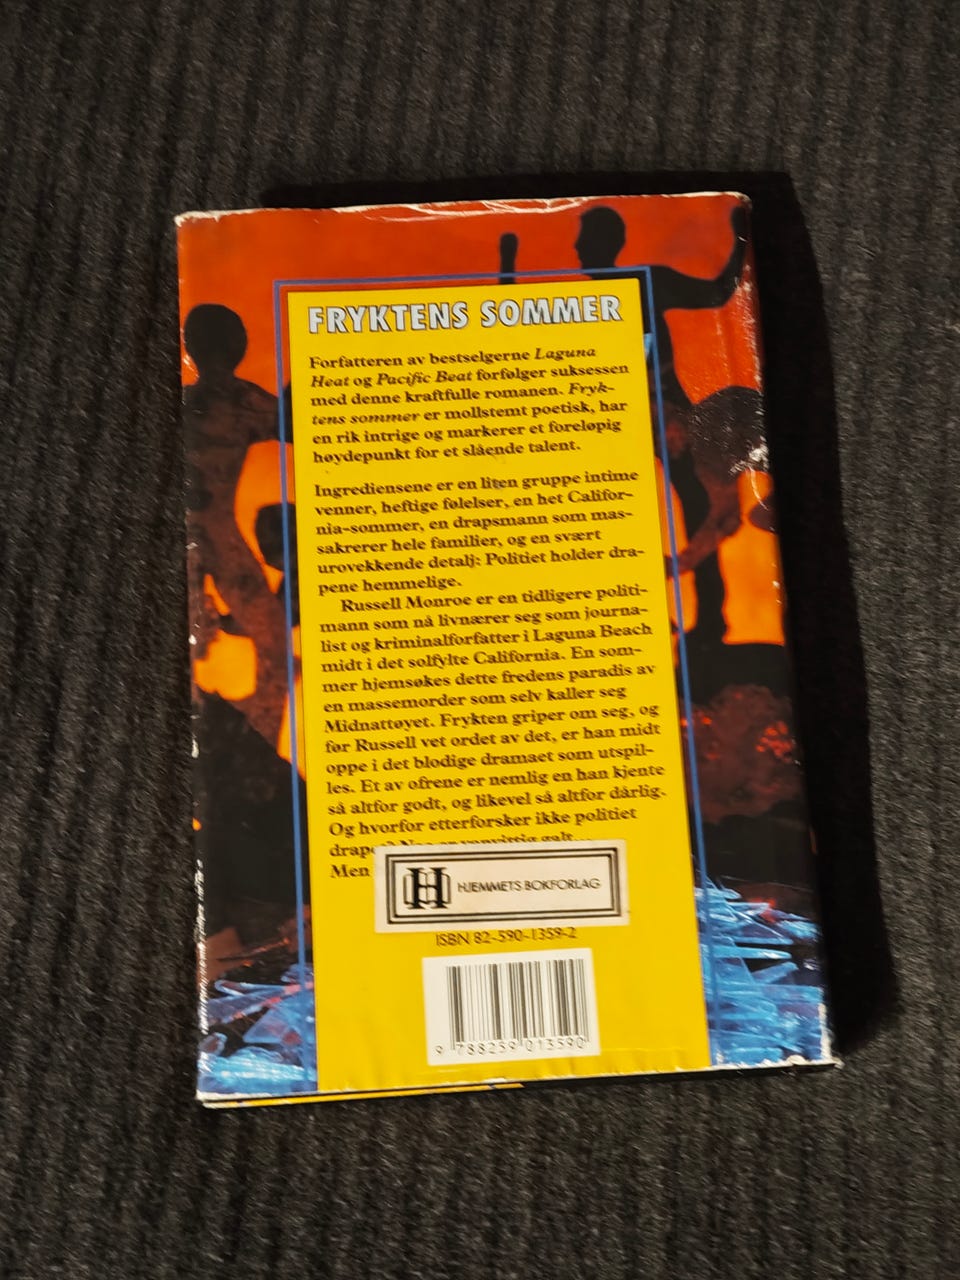 FRYKTENS SOMMER
Forfatteren av bestselgerne Laguna
Heat og Pacific Beat forfølger suksessen
med denne kraftfulle romanen. Fryk-
tens sommer er mollstemt poetisk, har
en rik intrige og markerer et foreløpig
høydepunkt for et slående talent.
Ingrediensene er en liten gruppe intime
venner, heftige følelser, en het Califor-
nia-sommer, en drapsmann som mas-
sakrerer hele familier, og en svært
urovekkende detalj: Politiet holder dra-
pene hemmelige.
Russell Monroe er en tidligere politi-
mann som nå livnærer seg som journa-
list og kriminalforfatter i Laguna Beach
midt i det solfylte California. En som-
mer hjemsøkes dette fredens paradis av
en massemorder som selv kaller seg
Midnattøyet. Frykten griper om seg, og
før Russell vet ordet av det, er han midt
oppe i det blodige dramaet som utspil-
les. Et av ofrene er nemlig en han kjente
så altfor godt, og likevel så altfor dårlig.
Og hvorfor etterforsker ikke politiet
Men
H HJEMMETS BOKFORLAG
ISBN 82-590-1359-2
9 788259 013590